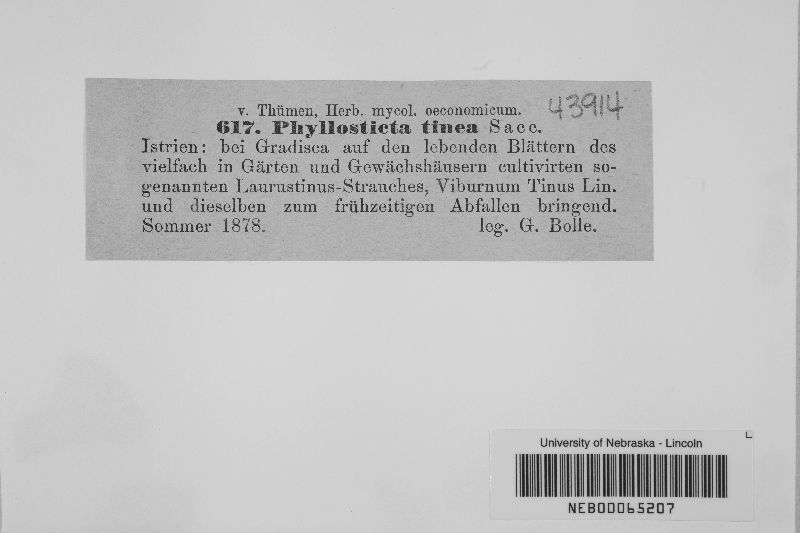 v. Thümen, Herb. mycol. oeconomicum. 43914
617. Phyllosticta tinea Sacc.
Istrien: bei Gradisca auf den lebenden Blättern des
vielfach in Gärten und Gewächshäusern cultivirten so-
genannten Laurustinus-Strauches, Viburnum Tinus Lin.
und dieselben zum frühzeitigen Abfallen bringend.
Sommer 1878. leg. G. Bolle.
University of Nebraska - Lincoln
NEB00065207